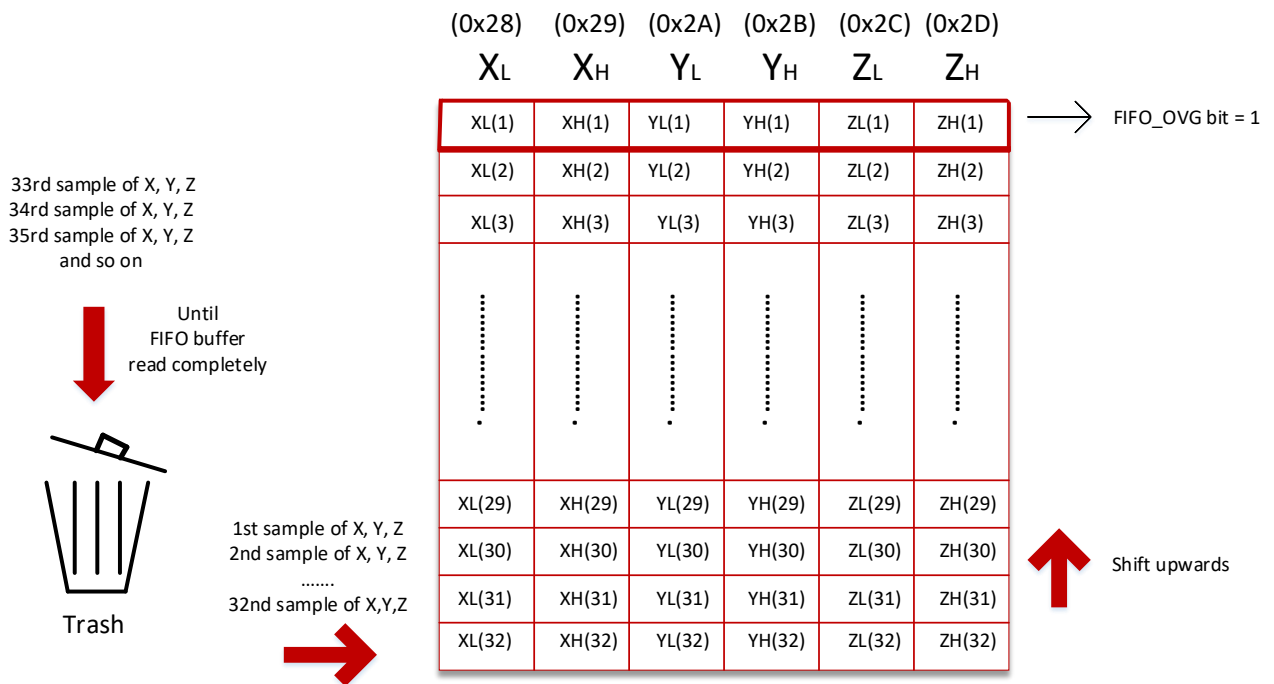 (0x28) (0x29) (0x2A) (0x2B) (0x2C) (0x2D)
XL XH YL YH ZL ZH
XL(1) XH(1) YL(1) YH(1) ZL(1) ZH(1)
FIFO_OVG bit = 1
XL(2) XH(2) YL(2) YH(2) ZL(2) ZH(2)
XL(3) XH(3) YL(3) YH(3) ZL(3) ZH(3)
33rd sample of X, Y, Z
34rd sample of X, Y, Z
35rd sample of X, Y, Z
and so on
Until
FIFO buffer
read completely
Trash
XL(29) XH(29) YL(29) YH(29) ZL(29) ZH(29)
XL(30) XH(30) YL(30) YH(30) ZL(30) ZH(30)
XL(31) XH(31) YL(31) YH(31) ZL(31) ZH(31)
XL(32) XH(32) YL(32) YH(32) ZL(32) ZH(32)
1st sample of X, Y, Z
2nd sample of X, Y, Z
.......
32nd sample of X,Y,Z
Shift upwards